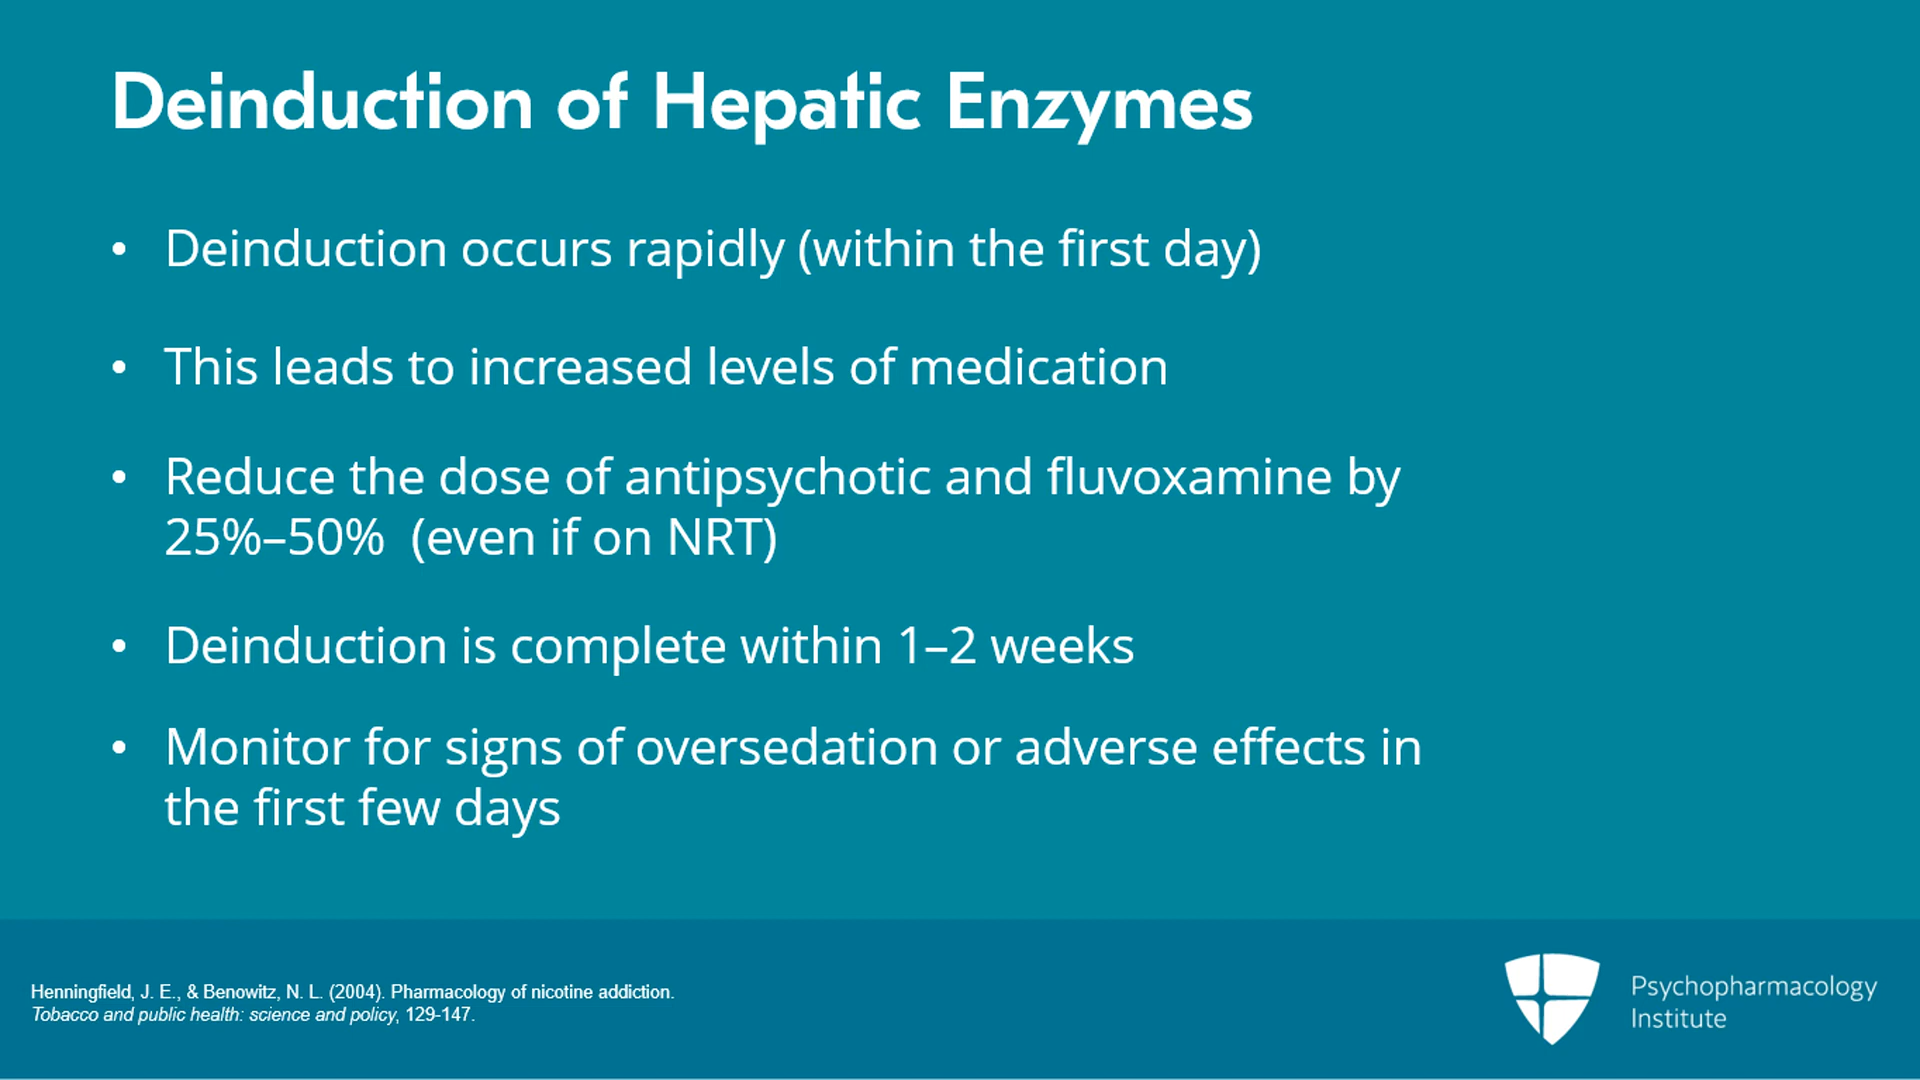 Deinduction of Hepatic Enzymes
• Deinduction occurs rapidly (within the first day)
• This leads to increased levels of medication
• Reduce the dose of antipsychotic and fluvoxamine by
25%–50% (even if on NRT)
• Deinduction is complete within 1–2 weeks
• Monitor for signs of oversedation or adverse effects in
the first few days
Henningfield, J. E., & Benowitz, N. L. (2004). Pharmacology of nicotine addiction.
Tobacco and public health: science and policy, 129-147.
Psychopharmacology
Institute